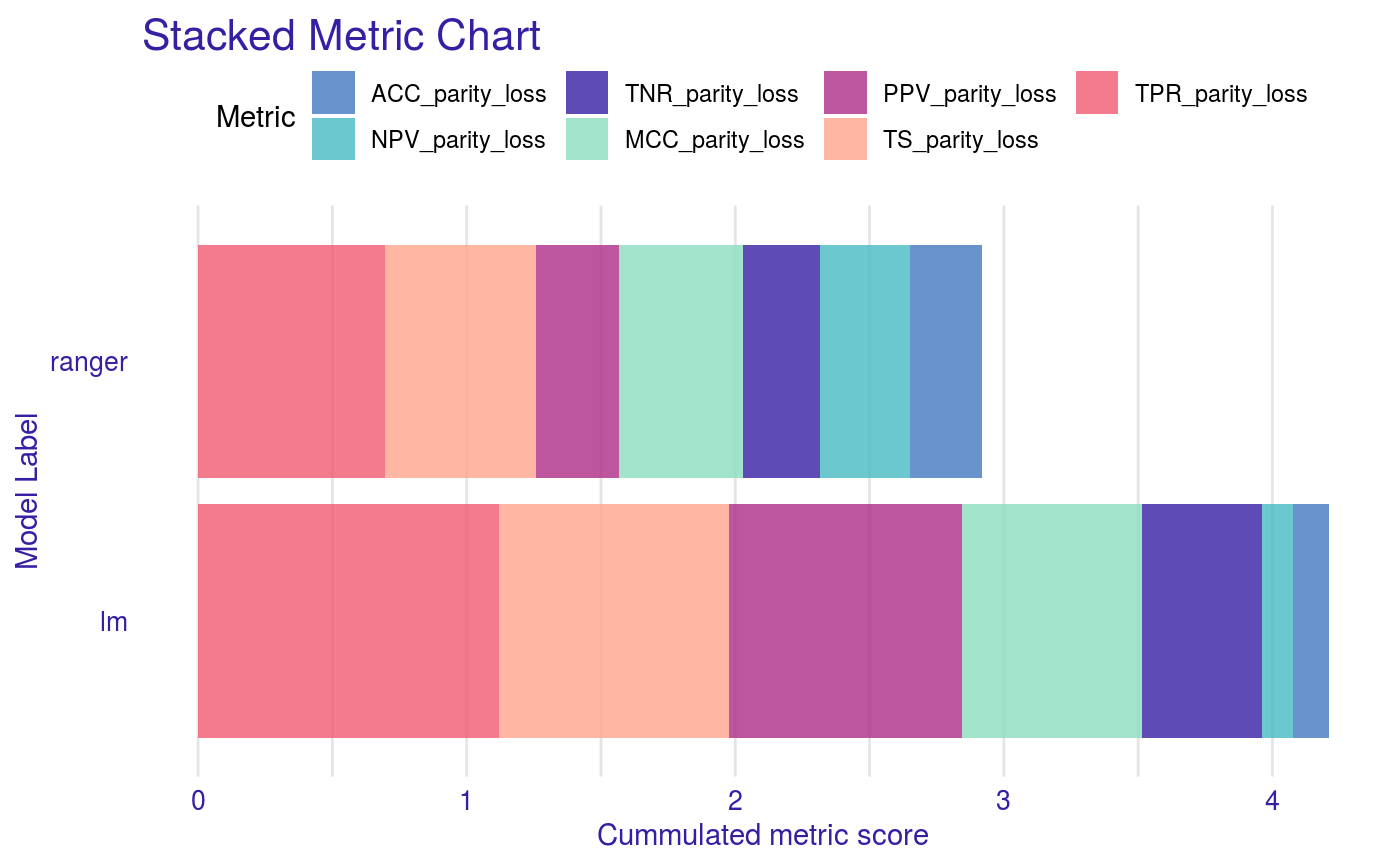 Stacked Metric Chart
Metric
ACC_parity_loss TNR_parity_loss PPV_parity_loss TPR_parity_loss
NPV_parity_loss MCC_parity_loss TS_parity_loss
Model Label
ranger
lm
0 1 2 3 4
Cummulated metric score